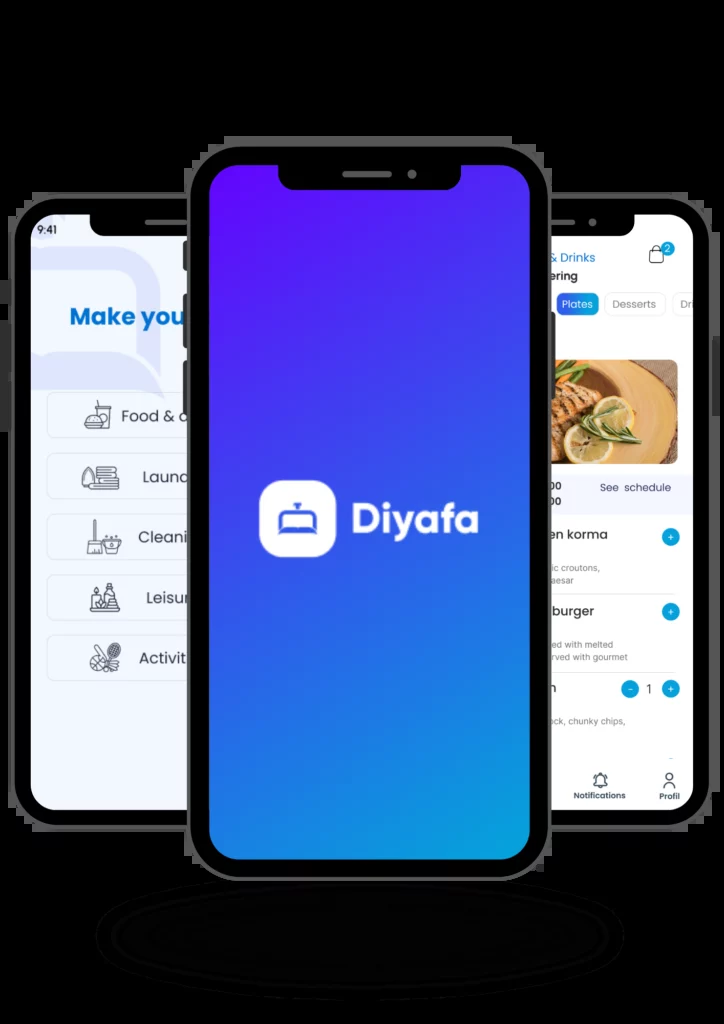 9:41
Make you
Food & d
Laund
Cleani
Leisur
Activit
Diyafa
& Drinks
2
ering
Plates
Desserts
Dri
00
See schedule
00
en korma
+
ic croutons,
aesar
burger
+
ed with melted
rved with gourmet
n
-
1
+
ock, chunky chips,
Notifications
Profil